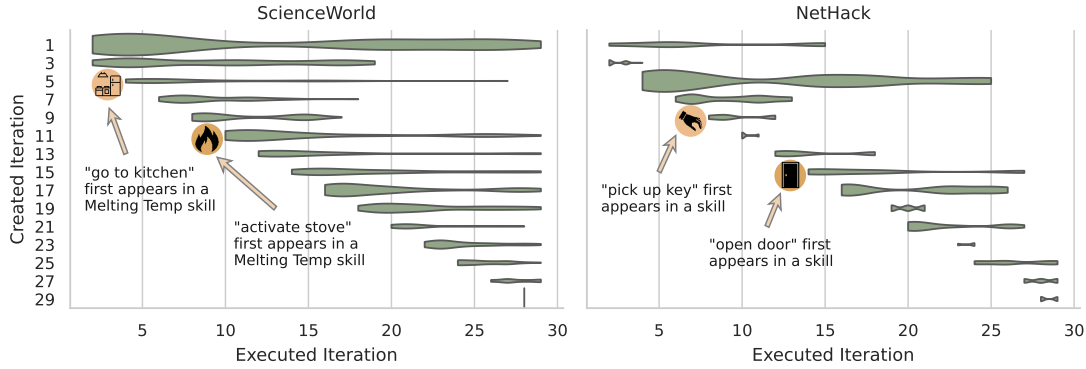 ScienceWorld
NetHack
Created Iteration
1
3
5
7
9
11
13
15
17
19
21
23
25
27
29
"go to kitchen"
first appears in a
Melting Temp skill
"activate stove"
first appears in a
Melting Temp skill
"pick up key" first
appears in a skill
"open door" first
appears in a skill
5 10 15 20 25 30
5 10 15 20 25 30
Executed Iteration
Executed Iteration